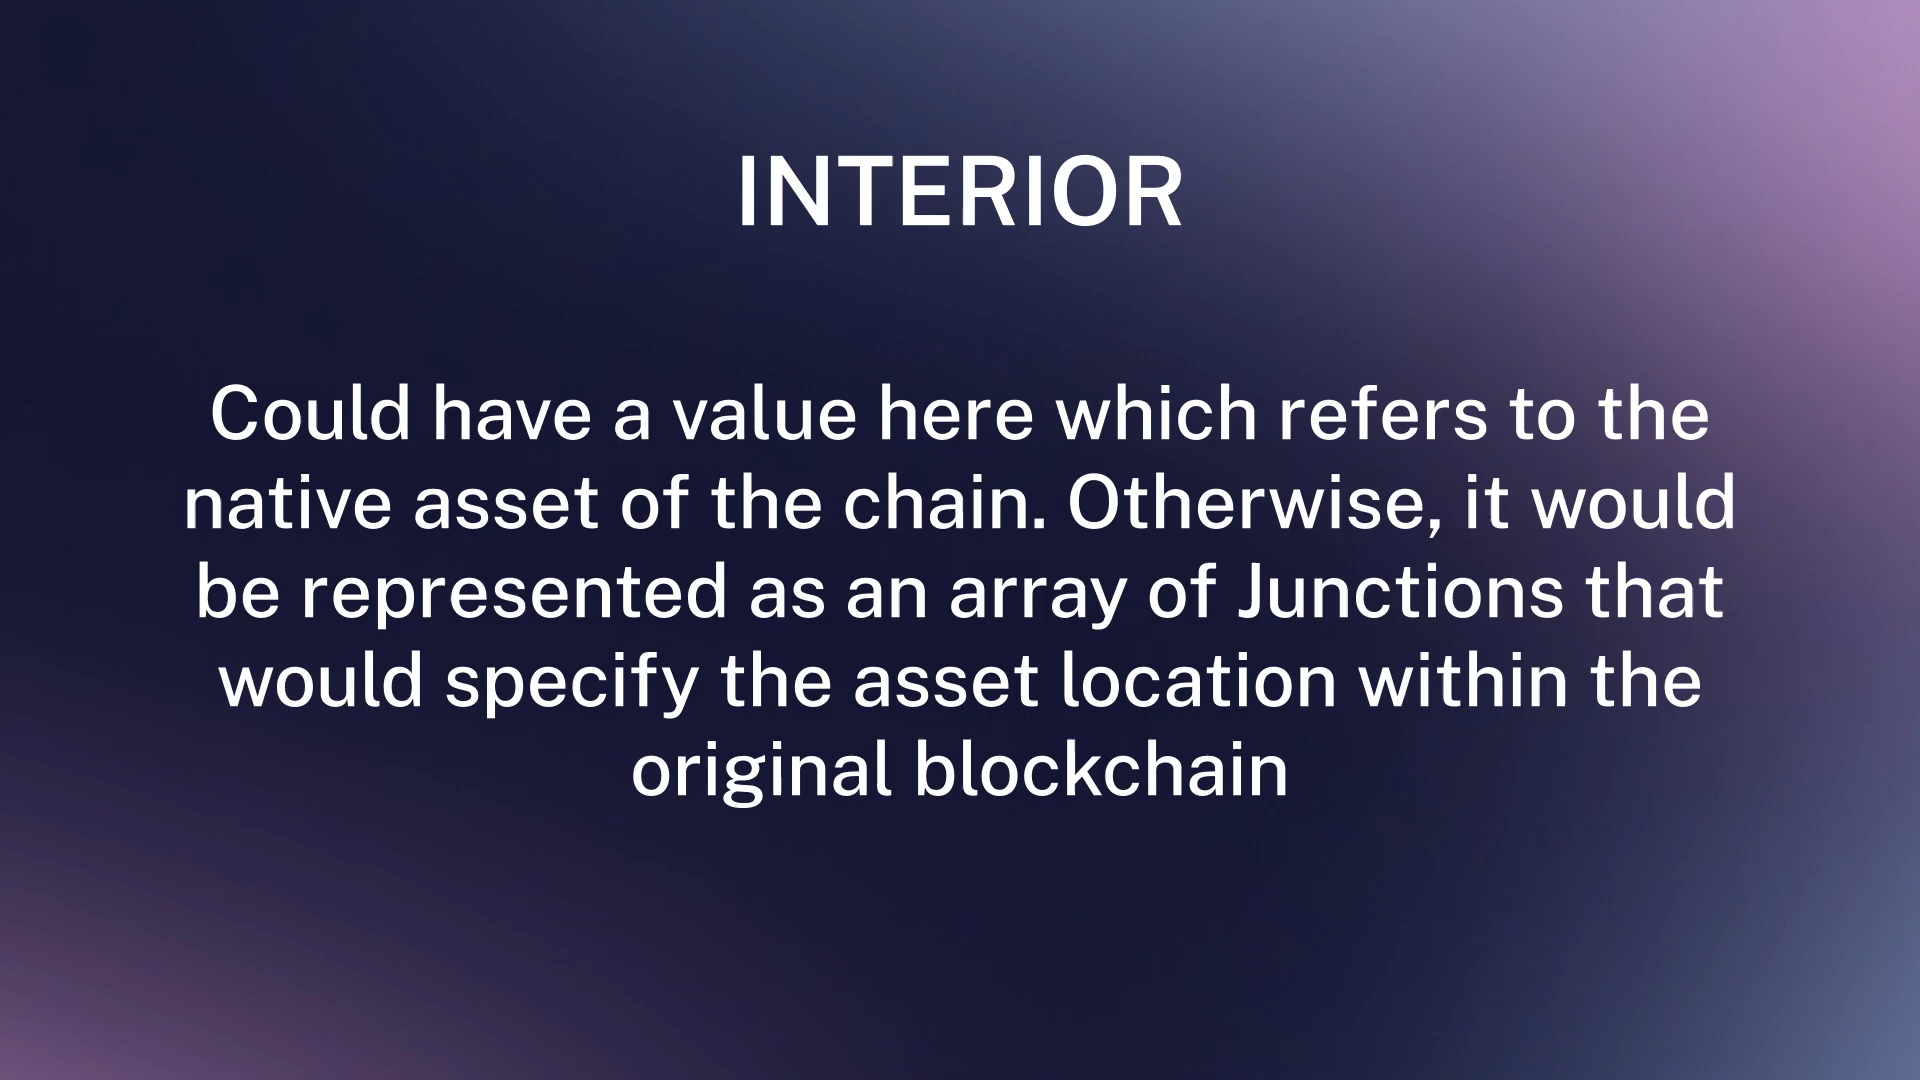 INTERIOR
Could have a value here which refers to the
native asset of the chain. Otherwise, it would
be represented as an array of Junctions that
would specify the asset location within the
original blockchain